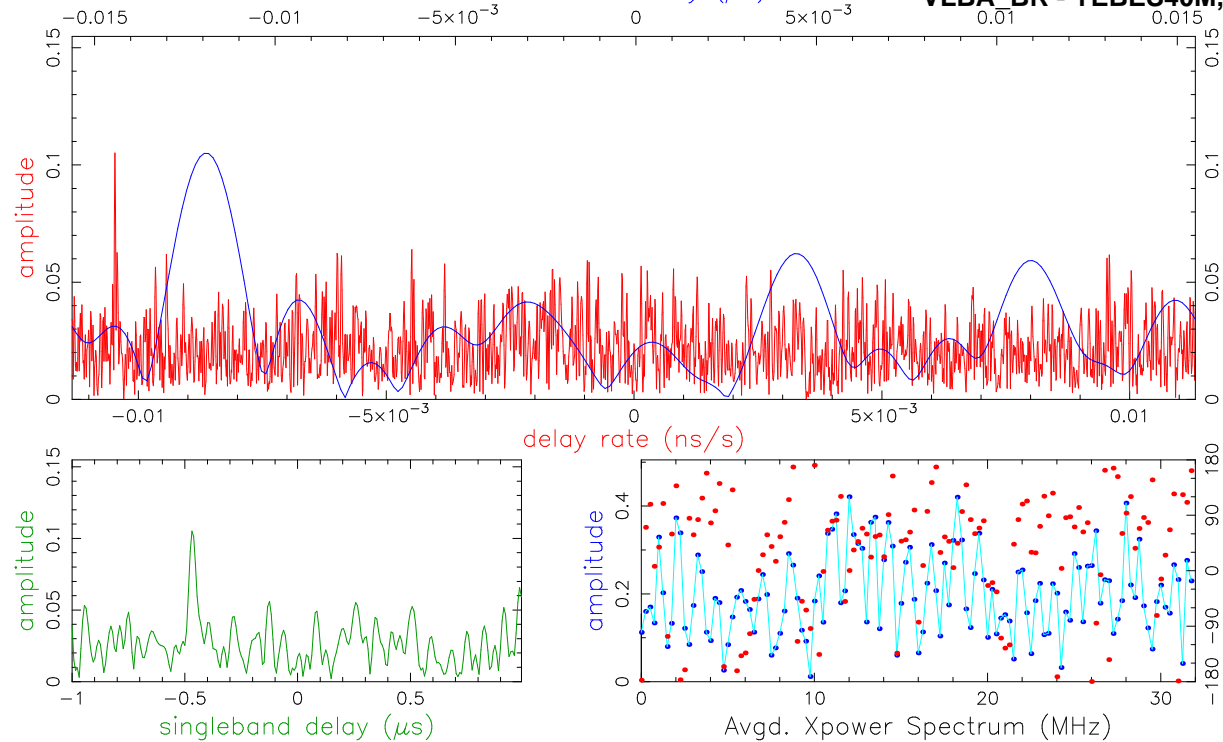 −0.015 −0.01 −5×10⁻³ 0 5×10⁻³ 0.01 0.015
0.15 0.15
0.1 0.1
0.05 0.05
0 0
amplitude
−0.01 −5×10⁻³ 0 5×10⁻³ 0.01
delay rate (ns/s)
0.15
0.1
0.05
0
amplitude
−1 −0.5 0 0.5
singleband delay (μs)
0.4
0.2
0
amplitude
180
90
0
−90
−180
0 10 20 30
Avgd. Xpower Spectrum (MHz)